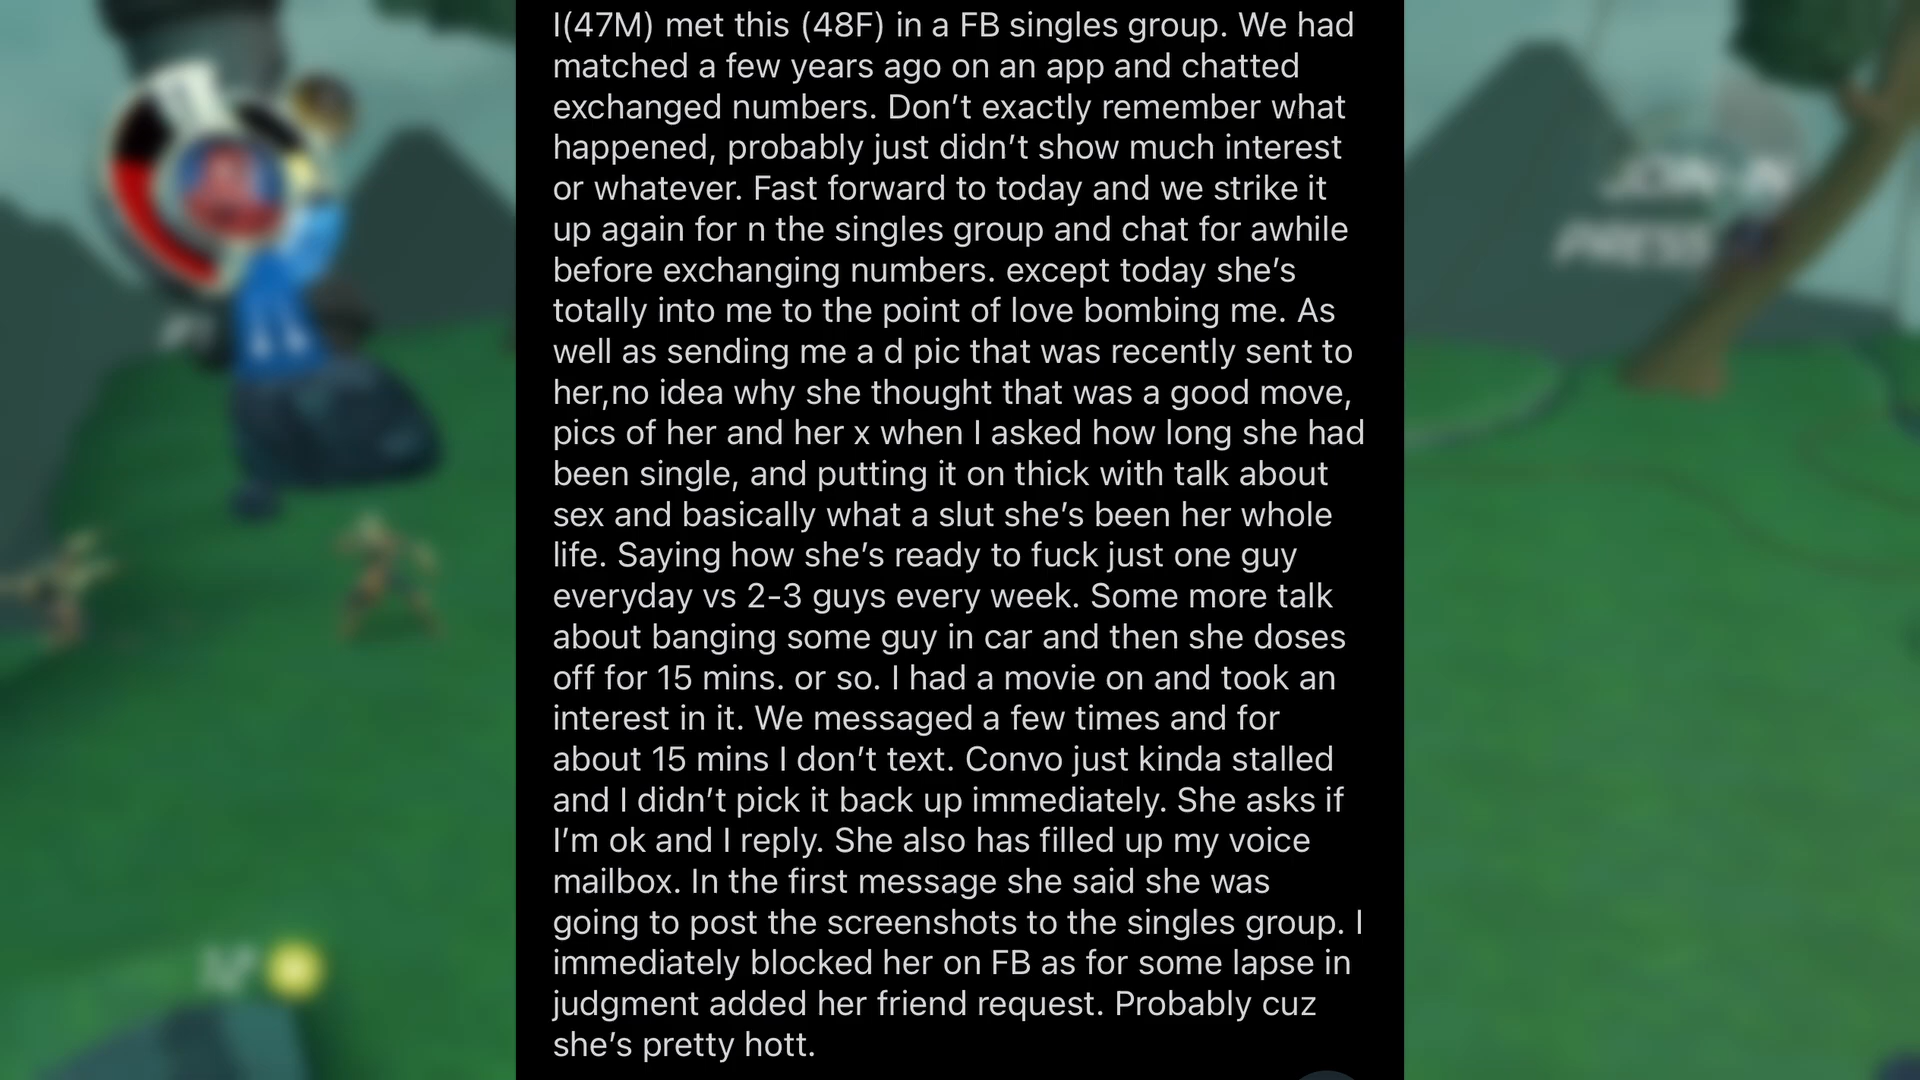 I(47M) met this (48F) in a FB singles group. We had
matched a few years ago on an app and chatted
exchanged numbers. Don’t exactly remember what
happened, probably just didn’t show much interest
or whatever. Fast forward to today and we strike it
up again for n the singles group and chat for awhile
before exchanging numbers. except today she’s
totally into me to the point of love bombing me. As
well as sending me a d pic that was recently sent to
her,no idea why she thought that was a good move,
pics of her and her x when I asked how long she had
been single, and putting it on thick with talk about
sex and basically what a slut she’s been her whole
life. Saying how she’s ready to fuck just one guy
everyday vs 2-3 guys every week. Some more talk
about banging some guy in car and then she doses
off for 15 mins. or so. I had a movie on and took an
interest in it. We messaged a few times and for
about 15 mins I don’t text. Convo just kinda stalled
and I didn’t pick it back up immediately. She asks if
I’m ok and I reply. She also has filled up my voice
mailbox. In the first message she said she was
going to post the screenshots to the singles group. I
immediately blocked her on FB as for some lapse in
judgment added her friend request. Probably cuz
she’s pretty hott.
JOIN-IN
PRESS